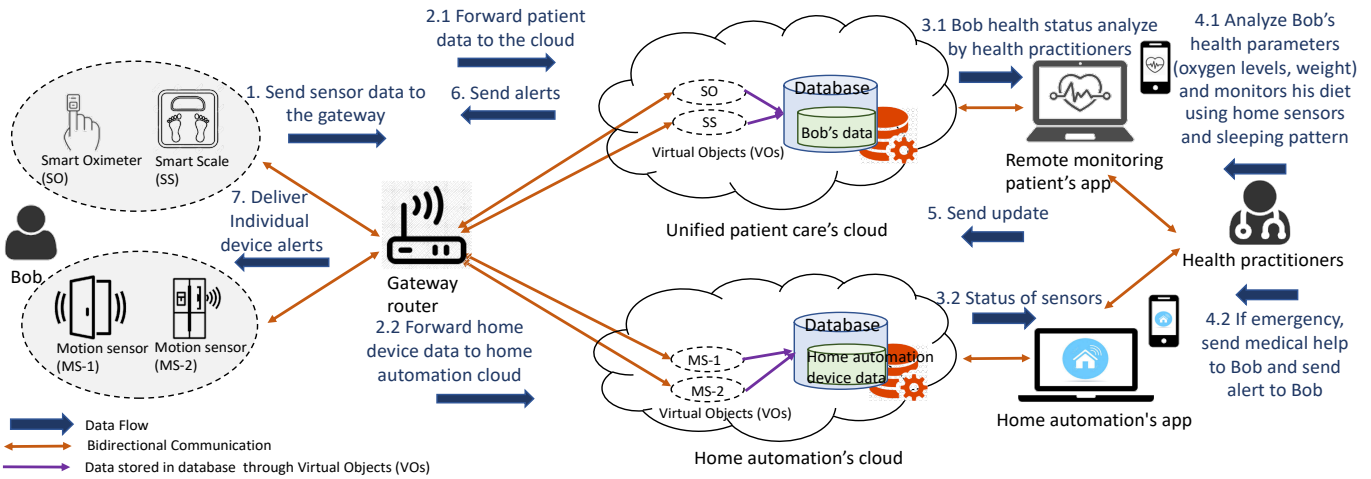 2.1 Forward patient
data to the cloud
3.1 Bob health status analyze
by health practitioners
4.1 Analyze Bob's
health parameters
(oxygen levels, weight)
and monitors his diet
using home sensors
and sleeping pattern
1. Send sensor data to
the gateway
6. Send alerts
Smart Oximeter
(SO)
Smart Scale
(SS)
SO
SS
Virtual Objects (VOs)
Database
Bob's data
Unified patient care's cloud
Remote monitoring
patient's app
7. Deliver
Individual
device alerts
5. Send update
Bob
Gateway
router
Health practitioners
Motion sensor
(MS-1)
Motion sensor
(MS-2)
2.2 Forward home
device data to home
automation cloud
MS-1
MS-2
Virtual Objects (VOs)
Database
Home automation
device data
Home automation's cloud
3.2 Status of sensors
Home automation's app
4.2 If emergency,
send medical help
to Bob and send
alert to Bob
Data Flow
Bidirectional Communication
Data stored in database through Virtual Objects (VOs)